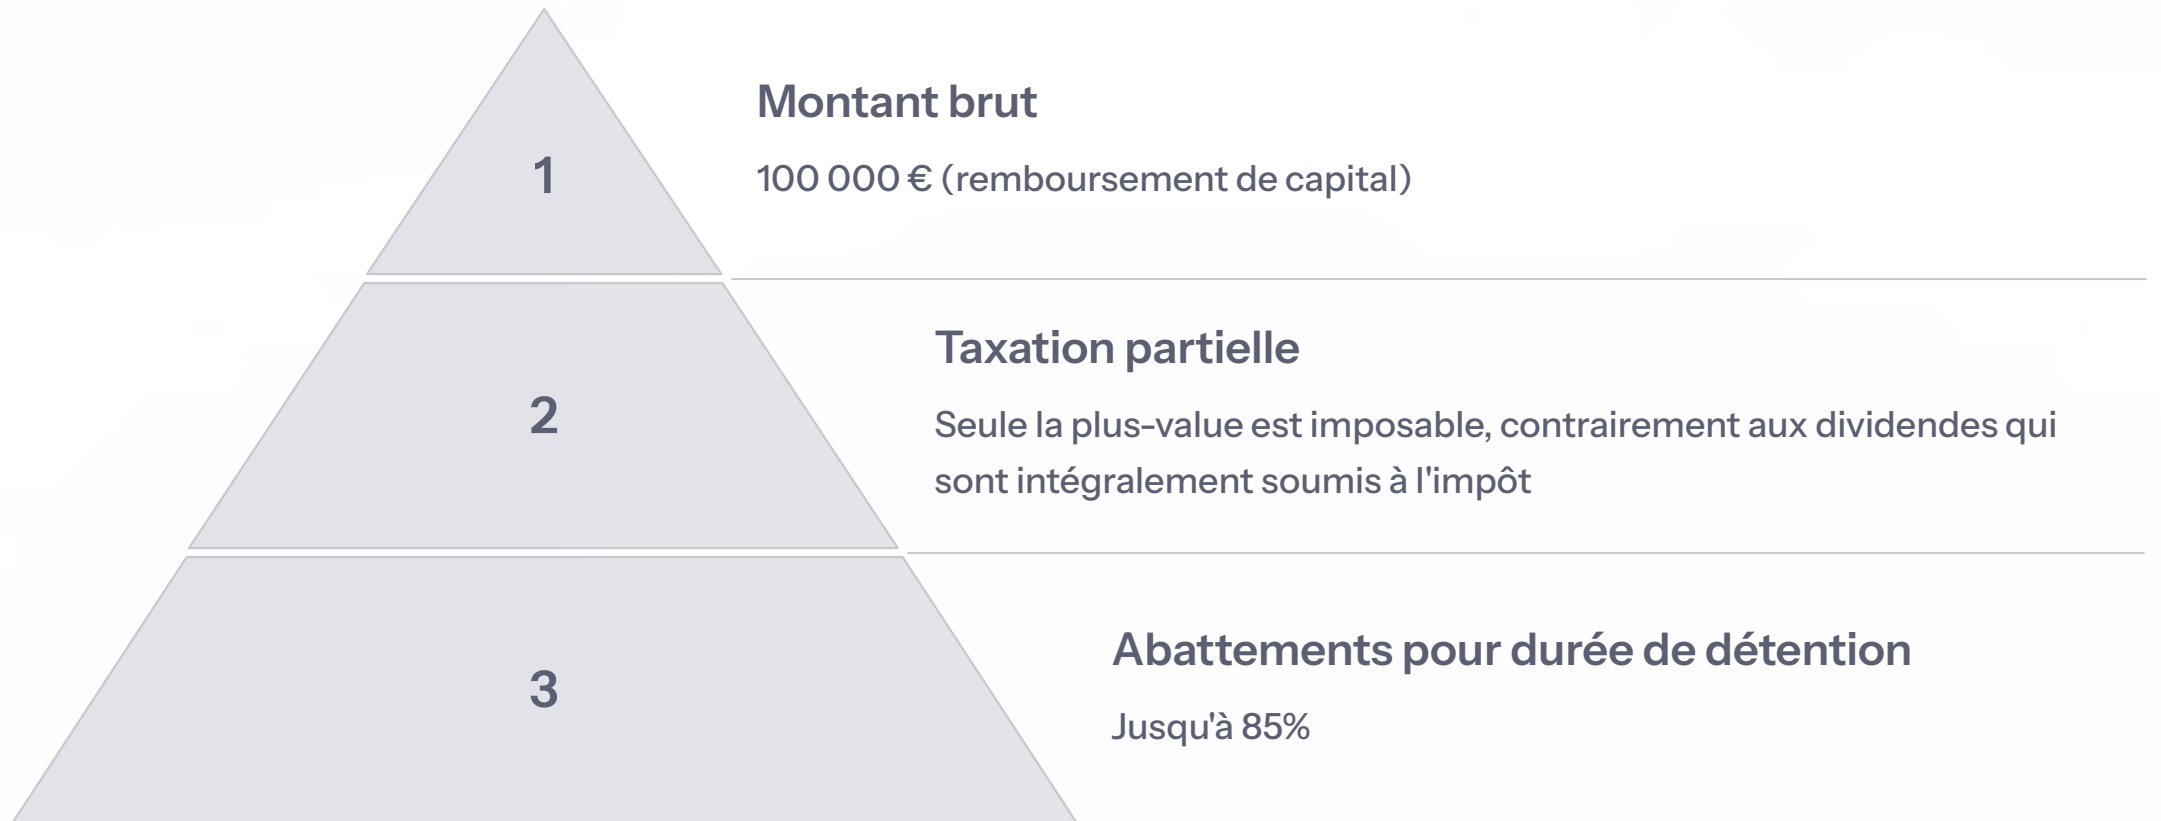 1
Montant brut
100 000 € (remboursement de capital)
2
Taxation partielle
Seule la plus-value est imposable, contrairement aux dividendes qui
sont intégralement soumis à l'impôt
3
Abattements pour durée de détention
Jusqu'à 85%